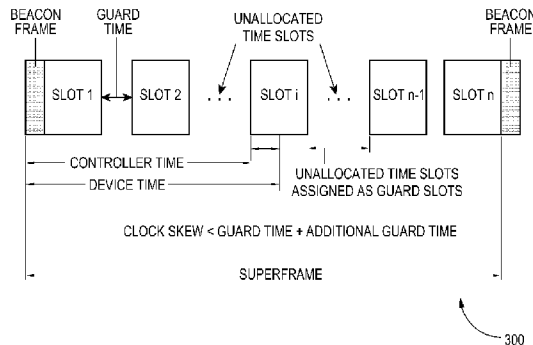 BEACON
FRAME
GUARD
TIME
UNALLOCATED
TIME SLOTS
BEACON
FRAME
SLOT 1
SLOT 2
. . .
SLOT i
. . .
SLOT n-1
SLOT n
CONTROLLER TIME
DEVICE TIME
UNALLOCATED TIME SLOTS
ASSIGNED AS GUARD SLOTS
CLOCK SKEW < GUARD TIME + ADDITIONAL GUARD TIME
SUPERFRAME
300